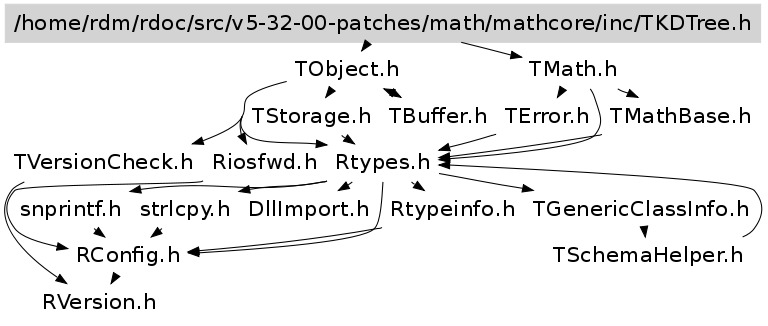 /home/rdm/rdoc/src/v5-32-00-patches/math/mathcore/inc/TKDTree.h
TObject.h
TMath.h
TStorage.h
TBuffer.h
TError.h
TMathBase.h
TVersionCheck.h
Riosfwd.h
Rtypes.h
snprintf.h
strlcpy.h
DllImport.h
Rtypeinfo.h
TGenericClassInfo.h
RConfig.h
TSchemaHelper.h
RVersion.h